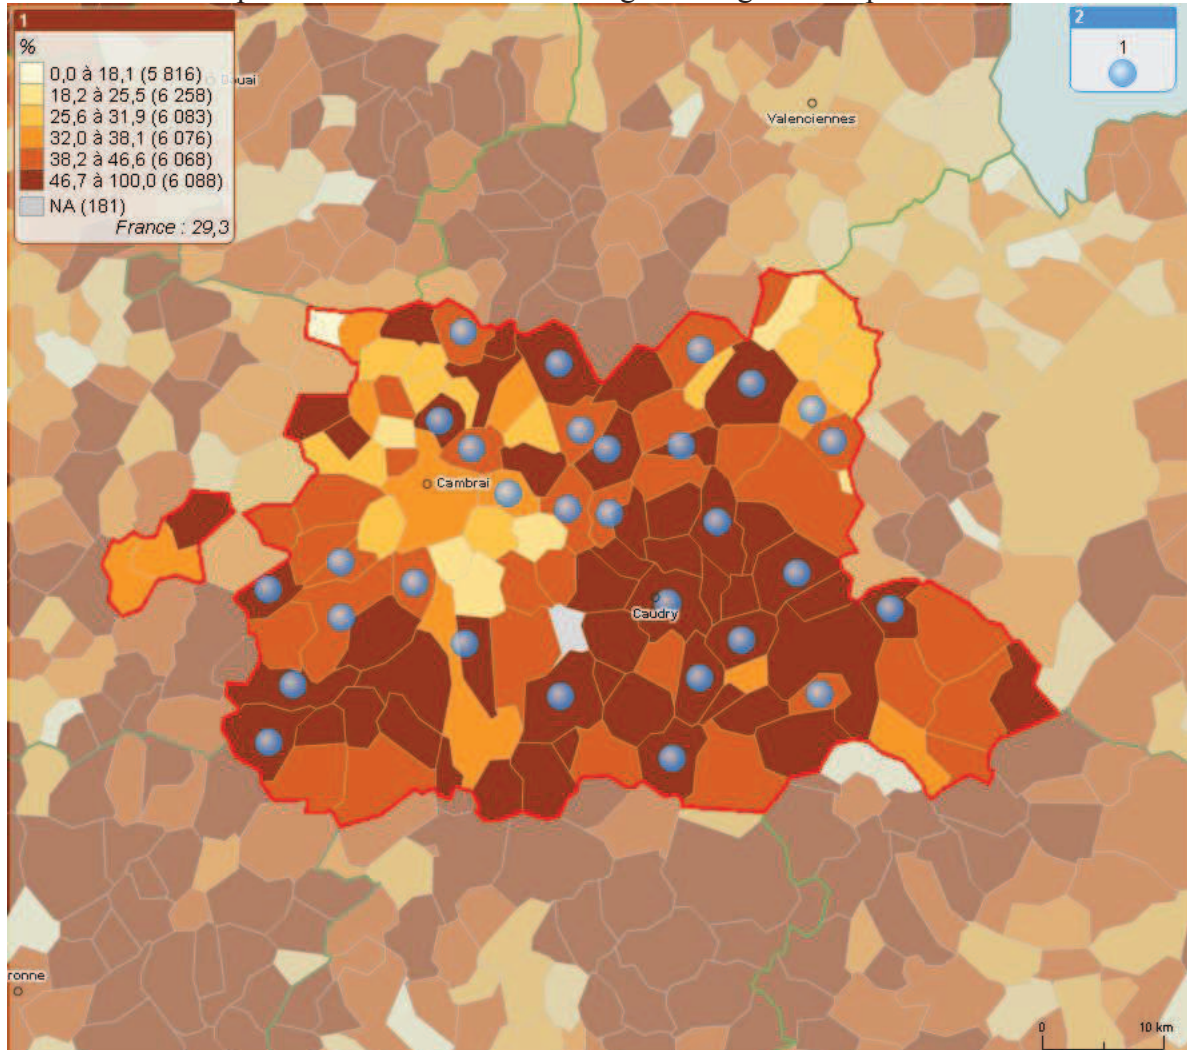 1
%
0,0 à 18,1 (5 816)
18,2 à 25,5 (6 258)
25,6 à 31,9 (6 083)
32,0 à 38,1 (6 076)
38,2 à 46,6 (6 068)
46,7 à 100,0 (6 088)
NA (181)
France : 29,3
2
1
Valenciennes
Cambrai
Caudry
ronne
0 10 km